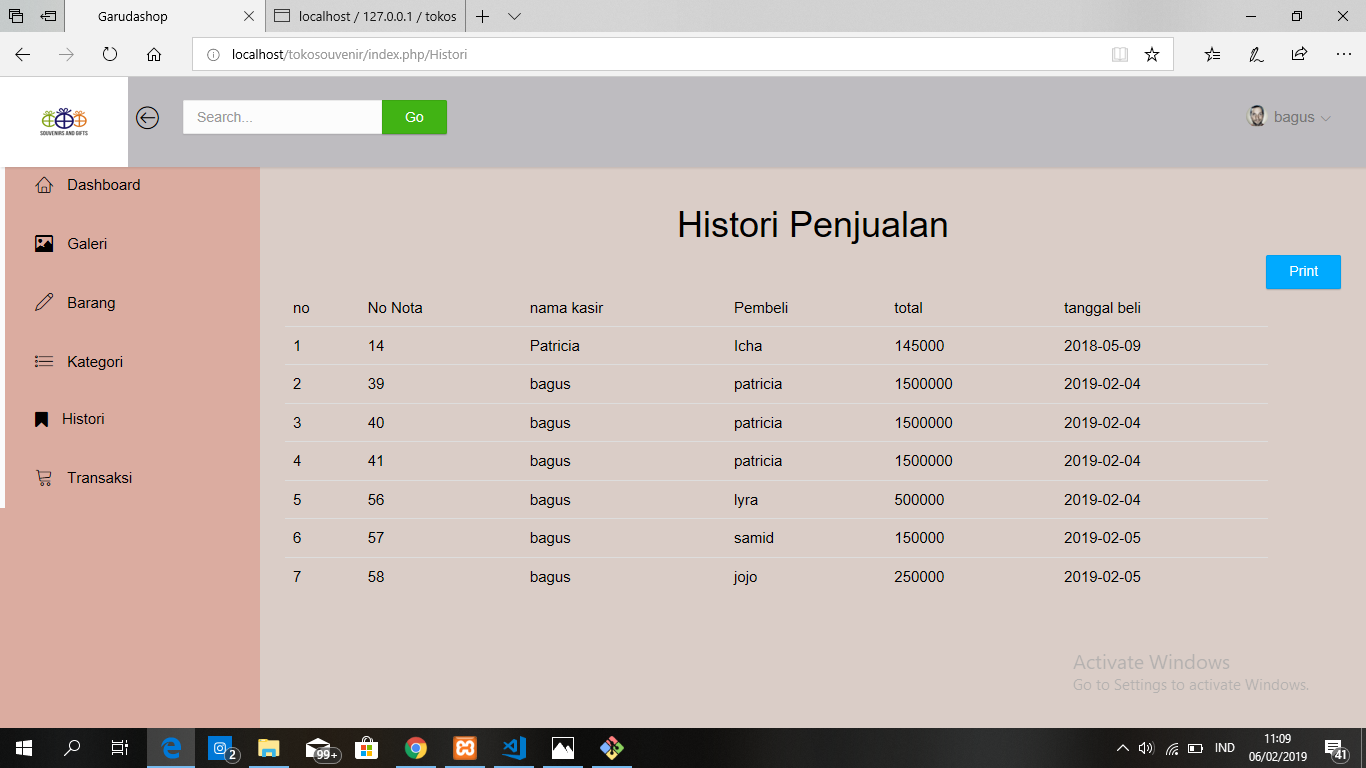 Garudashop
localhost / 127.0.0.1 / tokos
localhost/tokosouvenir/index.php/Histori
SOUVENIRS AND GIFTS
Search...
Go
bagus
Dashboard
Galeri
Barang
Kategori
Histori
Transaksi
Histori Penjualan
Print
no No Nota nama kasir Pembeli total tanggal beli
1 14 Patricia Icha 145000 2018-05-09
2 39 bagus patricia 1500000 2019-02-04
3 40 bagus patricia 1500000 2019-02-04
4 41 bagus patricia 1500000 2019-02-04
5 56 bagus lyra 500000 2019-02-04
6 57 bagus samid 150000 2019-02-05
7 58 bagus jojo 250000 2019-02-05
Activate Windows
Go to Settings to activate Windows.
2
99+
IND
11:09
06/02/2019
41